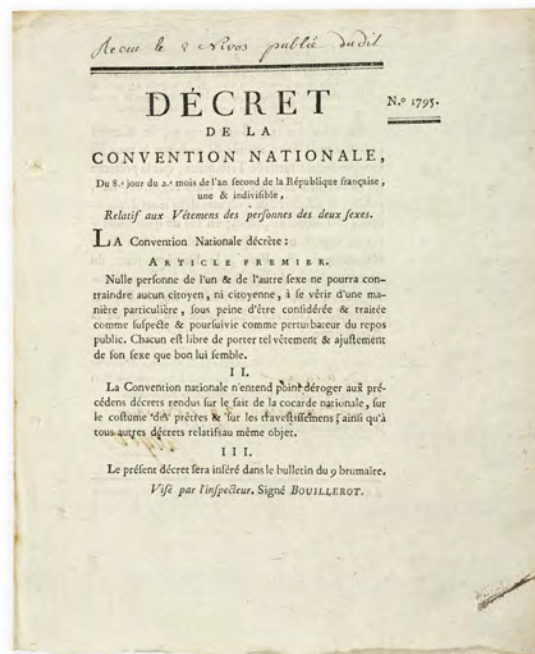 Recue le 2 Nivos publié dudit
DÉCRET
N.º 1795.
DE LA
CONVENTION NATIONALE,
Du 8.e jour du 2.e mois de l'an second de la République françaiſe,
une & indiviſible,
Relatif aux Vêtemens des perſonnes des deux ſexes.
LA Convention Nationale décrète :
ARTICLE PREMIER.
Nulle perſonne de l'un & de l'autre ſexe ne pourra con-
traindre aucun citoyen, ni citoyenne, à ſe vêtir d'une ma-
nière particulière, ſous peine d'être conſidérée & traitée
comme ſuſpecte & pourſuivie comme perturbateur du repos
public. Chacun eſt libre de porter tel vêtement & ajuſtement
de ſon ſexe que bon lui ſemble.
II.
La Convention nationale n'entend point déroger aux pré-
cédens décrets rendus ſur le fait de la cocarde nationale, ſur
le coſtume des prêtres & ſur les traveſtiſſemens ; ainſi qu'à
tous autres décrets relatifs au même objet.
III.
Le préſent décret ſera inſéré dans le bulletin du 9 brumaire.
Viſé par l'inſpecteur. Signé BOUILLEROT.